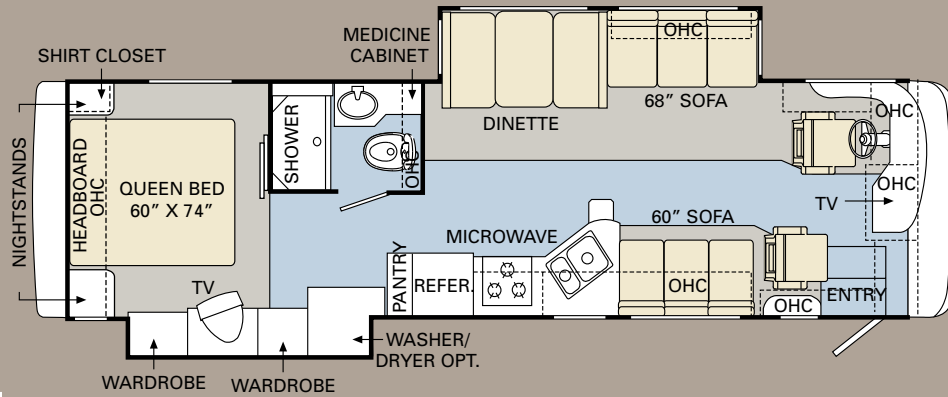 SHIRT CLOSET
MEDICINE
CABINET
OHC
68” SOFA
DINETTE
OHC
SHOWER
OHC
NIGHTSTANDS
HEADBOARD
OHC
QUEEN BED
60” X 74”
OHC
TV
60” SOFA
MICROWAVE
TV
PANTRY
REFER.
OHC
OHC
ENTRY
WASHER/
DRYER OPT.
WARDROBE
WARDROBE